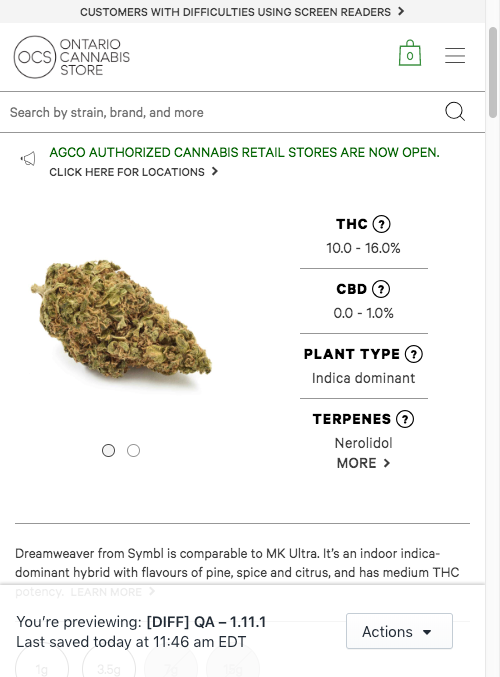 CUSTOMERS WITH DIFFICULTIES USING SCREEN READERS >
OCS ONTARIO
CANNABIS
STORE
0
Search by strain, brand, and more
AGCO AUTHORIZED CANNABIS RETAIL STORES ARE NOW OPEN.
CLICK HERE FOR LOCATIONS >
THC ?
10.0 - 16.0%
CBD ?
0.0 - 1.0%
PLANT TYPE ?
Indica dominant
TERPENES ?
Nerolidol
MORE >
Dreamweaver from Symbl is comparable to MK Ultra. It's an indoor indica-
dominant hybrid with flavours of pine, spice and citrus, and has medium THC
potency. LEARN MORE >
You're previewing: [DIFF] QA – 1.11.1
Last saved today at 11:46 am EDT
Actions
1g 3.5g 7g 15g